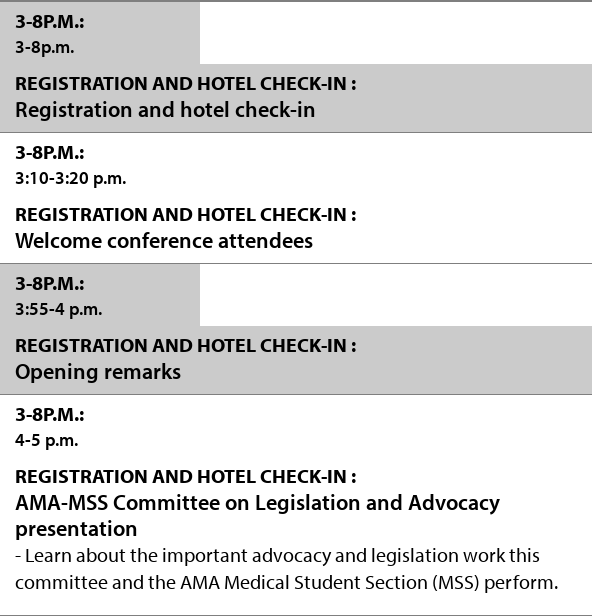 3-8P.M.:
3-8p.m.
REGISTRATION AND HOTEL CHECK-IN :
Registration and hotel check-in
3-8P.M.:
3:10-3:20 p.m.
REGISTRATION AND HOTEL CHECK-IN :
Welcome conference attendees
3-8P.M.:
3:55-4 p.m.
REGISTRATION AND HOTEL CHECK-IN :
Opening remarks
3-8P.M.:
4-5 p.m.
REGISTRATION AND HOTEL CHECK-IN :
AMA-MSS Committee on Legislation and Advocacy
presentation
- Learn about the important advocacy and legislation work this
committee and the AMA Medical Student Section (MSS) perform.